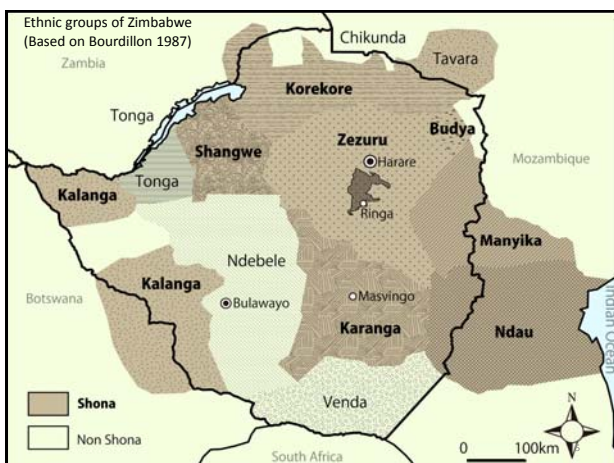 Ethnic groups of Zimbabwe
(Based on Bourdillon 1987)
Chikunda
Zambia
Tavara
Korekore
Tonga
Budya
Zezuru
Shangwe
Harare
Mozambique
Tonga
Kalanga
Ringa
Manyika
Ndebele
Kalanga
Botswana
Bulawayo
Masvingo
Indian Ocean
Karanga
Ndau
Shona
Venda
N
Non Shona
0 100km
South Africa